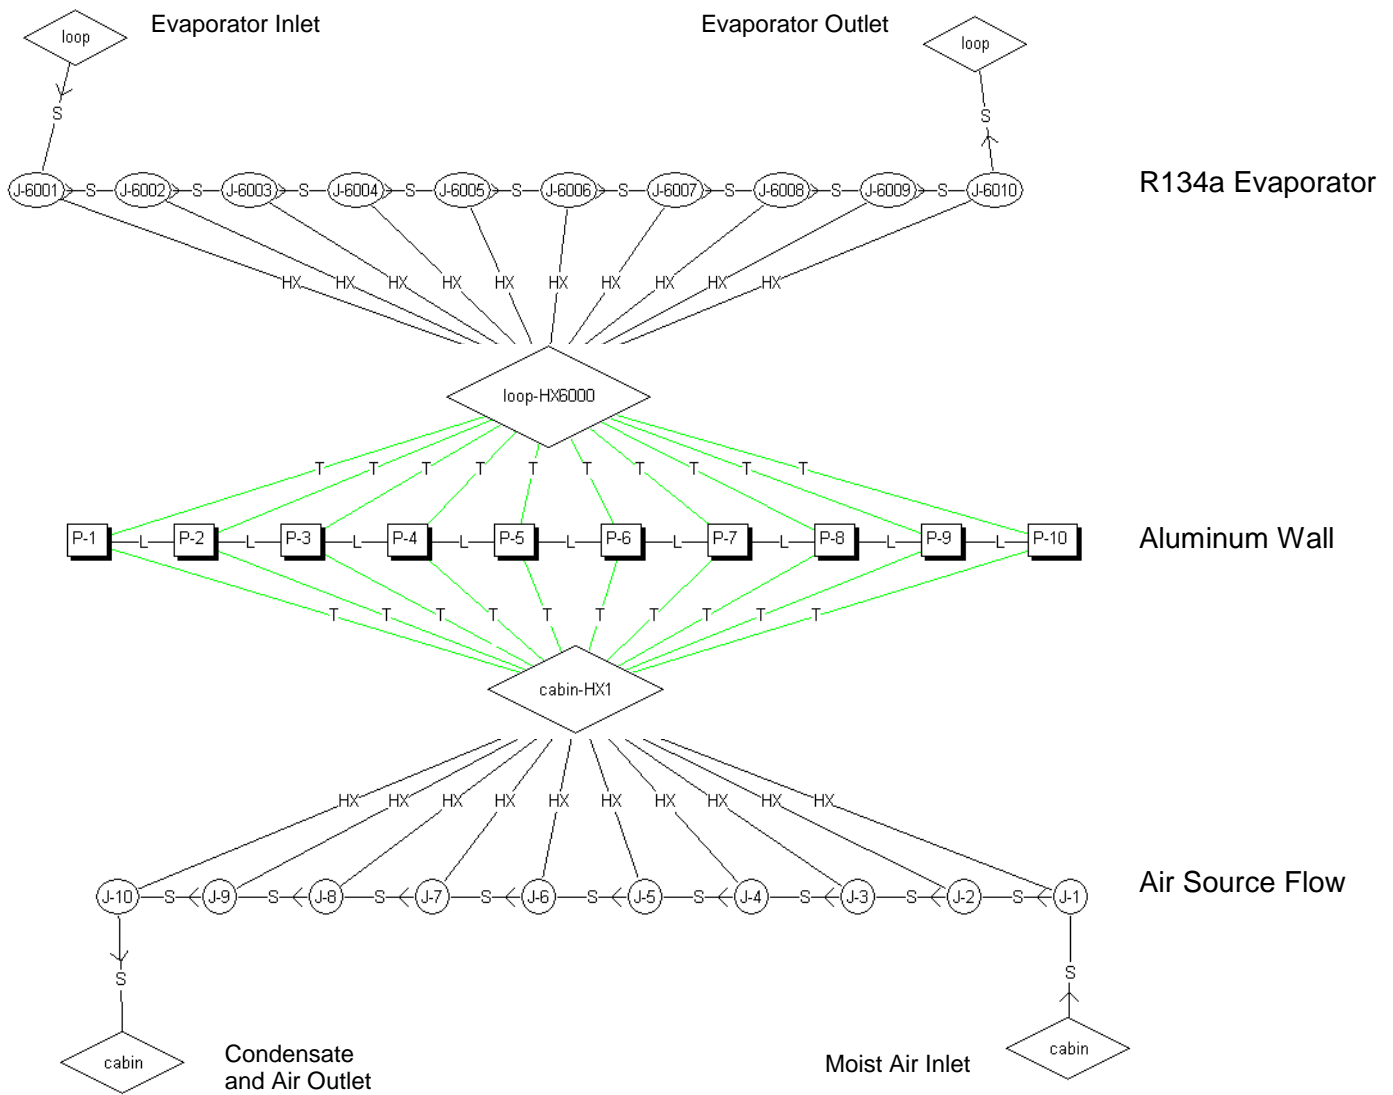 Evaporator Inlet
Evaporator Outlet
loop
loop
S
S
J-6001 S J-6002 S J-6003 S J-6004 S J-6005 S J-6006 S J-6007 S J-6008 S J-6009 S J-6010
R134a Evaporator
HX HX HX HX HX HX HX HX HX HX
loop-HX6000
T T T T T T T T T T
P-1 L P-2 L P-3 L P-4 L P-5 L P-6 L P-7 L P-8 L P-9 L P-10
Aluminum Wall
T T T T T T T T T T
cabin-HX1
HX HX HX HX HX HX HX HX HX HX
J-10 S J-9 S J-8 S J-7 S J-6 S J-5 S J-4 S J-3 S J-2 S J-1
Air Source Flow
S
S
cabin
Condensate
and Air Outlet
Moist Air Inlet
cabin